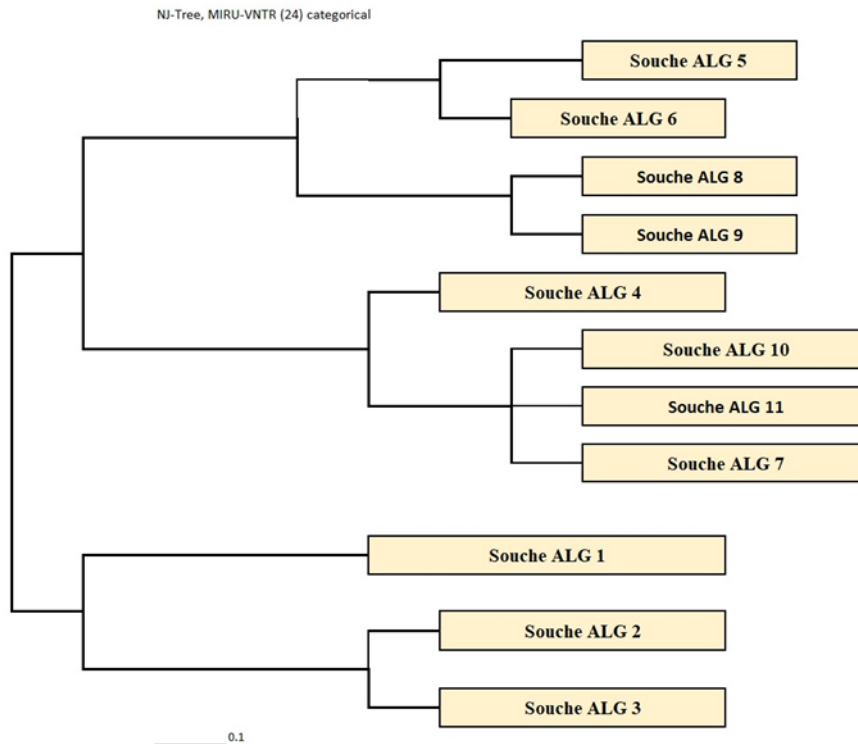 NJ-Tree, MIRU-VNTR (24) categorical
Souche ALG 5
Souche ALG 6
Souche ALG 8
Souche ALG 9
Souche ALG 4
Souche ALG 10
Souche ALG 11
Souche ALG 7
Souche ALG 1
Souche ALG 2
Souche ALG 3
0.1